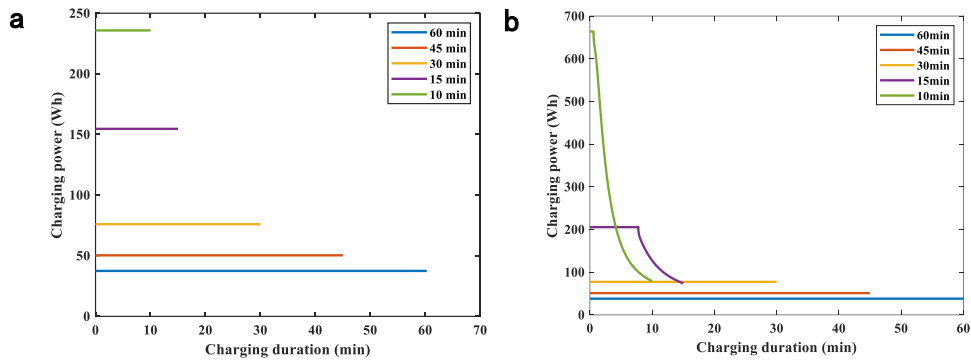 a
250
200
150
100
50
0
Charging power (Wh)
0 10 20 30 40 50 60 70
Charging duration (min)
60 min
45 min
30 min
15 min
10 min
b
700
600
500
400
300
200
100
0
Charging power (Wh)
0 10 20 30 40 50 60
Charging duration (min)
60min
45min
30min
15min
10min